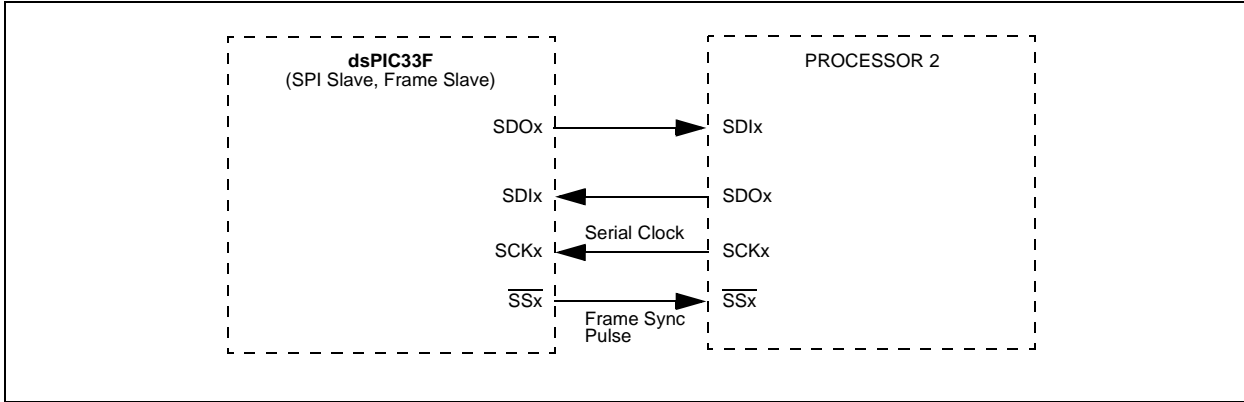 dsPIC33F
(SPI Slave, Frame Slave)
PROCESSOR 2
SDOx
SDIx
SDIx
SDOx
Serial Clock
SCKx
SCKx
SSx
SSx
Frame Sync
Pulse